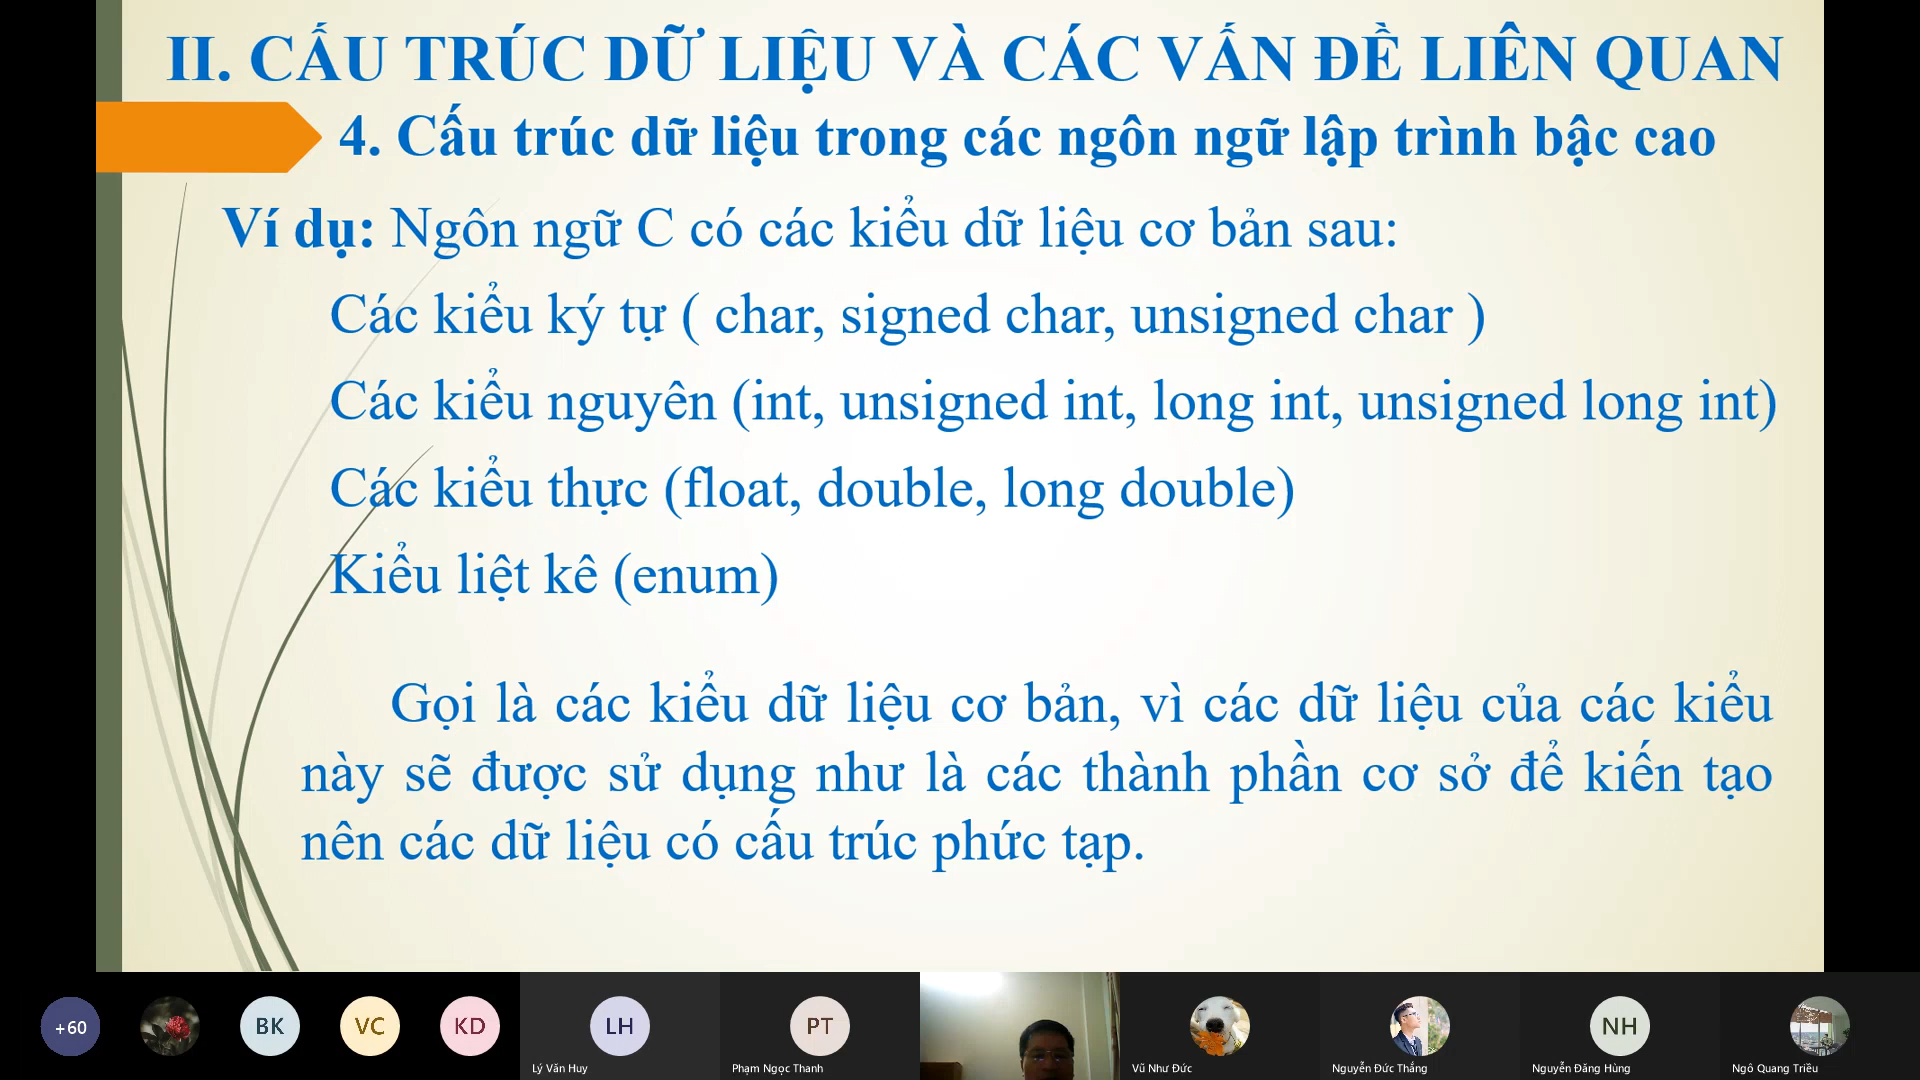 II. CẤU TRÚC DỮ LIỆU VÀ CÁC VẤN ĐỀ LIÊN QUAN
4. Cấu trúc dữ liệu trong các ngôn ngữ lập trình bậc cao
Ví dụ: Ngôn ngữ C có các kiểu dữ liệu cơ bản sau:
Các kiểu ký tự ( char, signed char, unsigned char )
Các kiểu nguyên (int, unsigned int, long int, unsigned long int)
Các kiểu thực (float, double, long double)
Kiểu liệt kê (enum)
Gọi là các kiểu dữ liệu cơ bản, vì các dữ liệu của các kiểu
này sẽ được sử dụng như là các thành phần cơ sở để kiến tạo
nên các dữ liệu có cấu trúc phức tạp.
+60
BK
VC
KD
LH
PT
NH
Lý Văn Huy
Phạm Ngọc Thanh
Vũ Như Đức
Nguyễn Đức Thắng
Nguyễn Đăng Hùng
Ngô Quang Triều